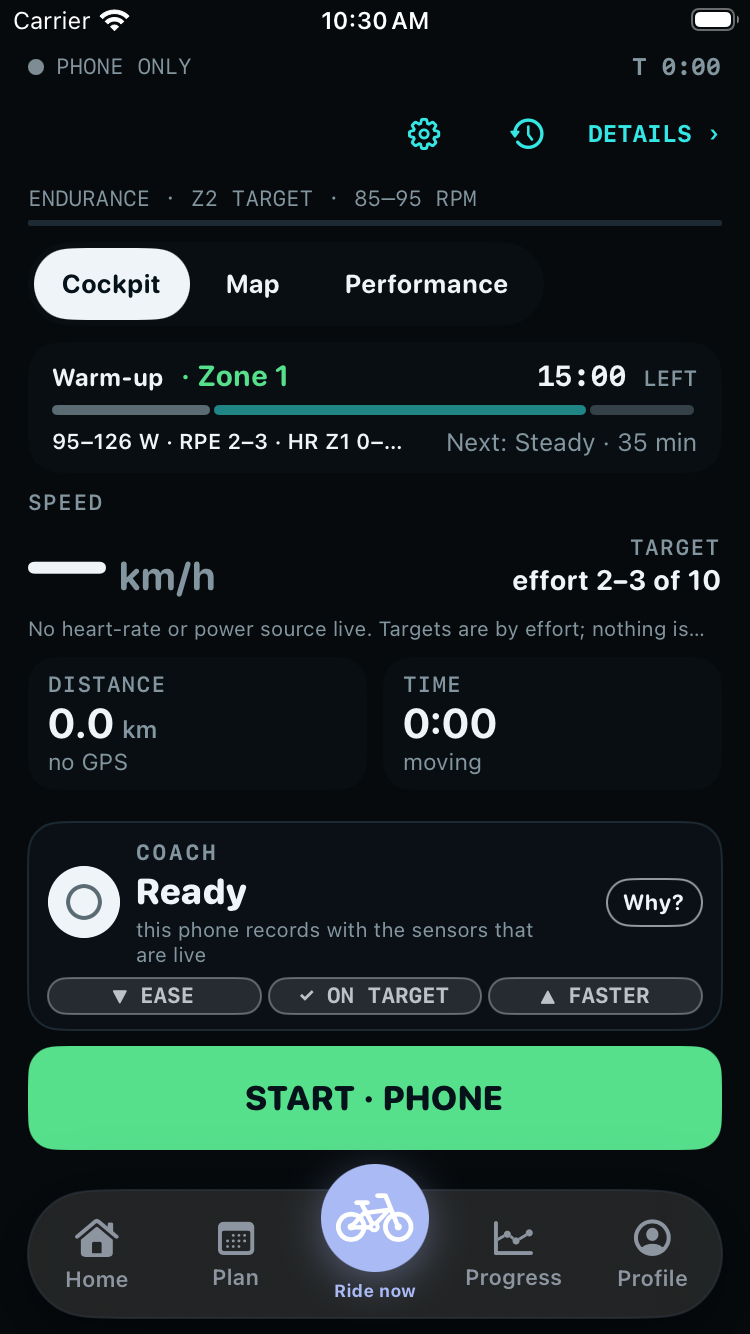 Carrier 10:30 AM
PHONE ONLY T 0:00
DETAILS ›
ENDURANCE · Z2 TARGET · 85–95 RPM
Cockpit Map Performance
Warm-up · Zone 1 15:00 LEFT
95–126 W · RPE 2–3 · HR Z1 0–... Next: Steady · 35 min
SPEED
— km/h
TARGET
effort 2–3 of 10
No heart-rate or power source live. Targets are by effort; nothing is...
DISTANCE TIME
0.0 km 0:00
no GPS moving
COACH
Ready
Why?
this phone records with the sensors that
are live
▼ EASE ✓ ON TARGET ▲ FASTER
START · PHONE
Home Plan Ride now Progress Profile